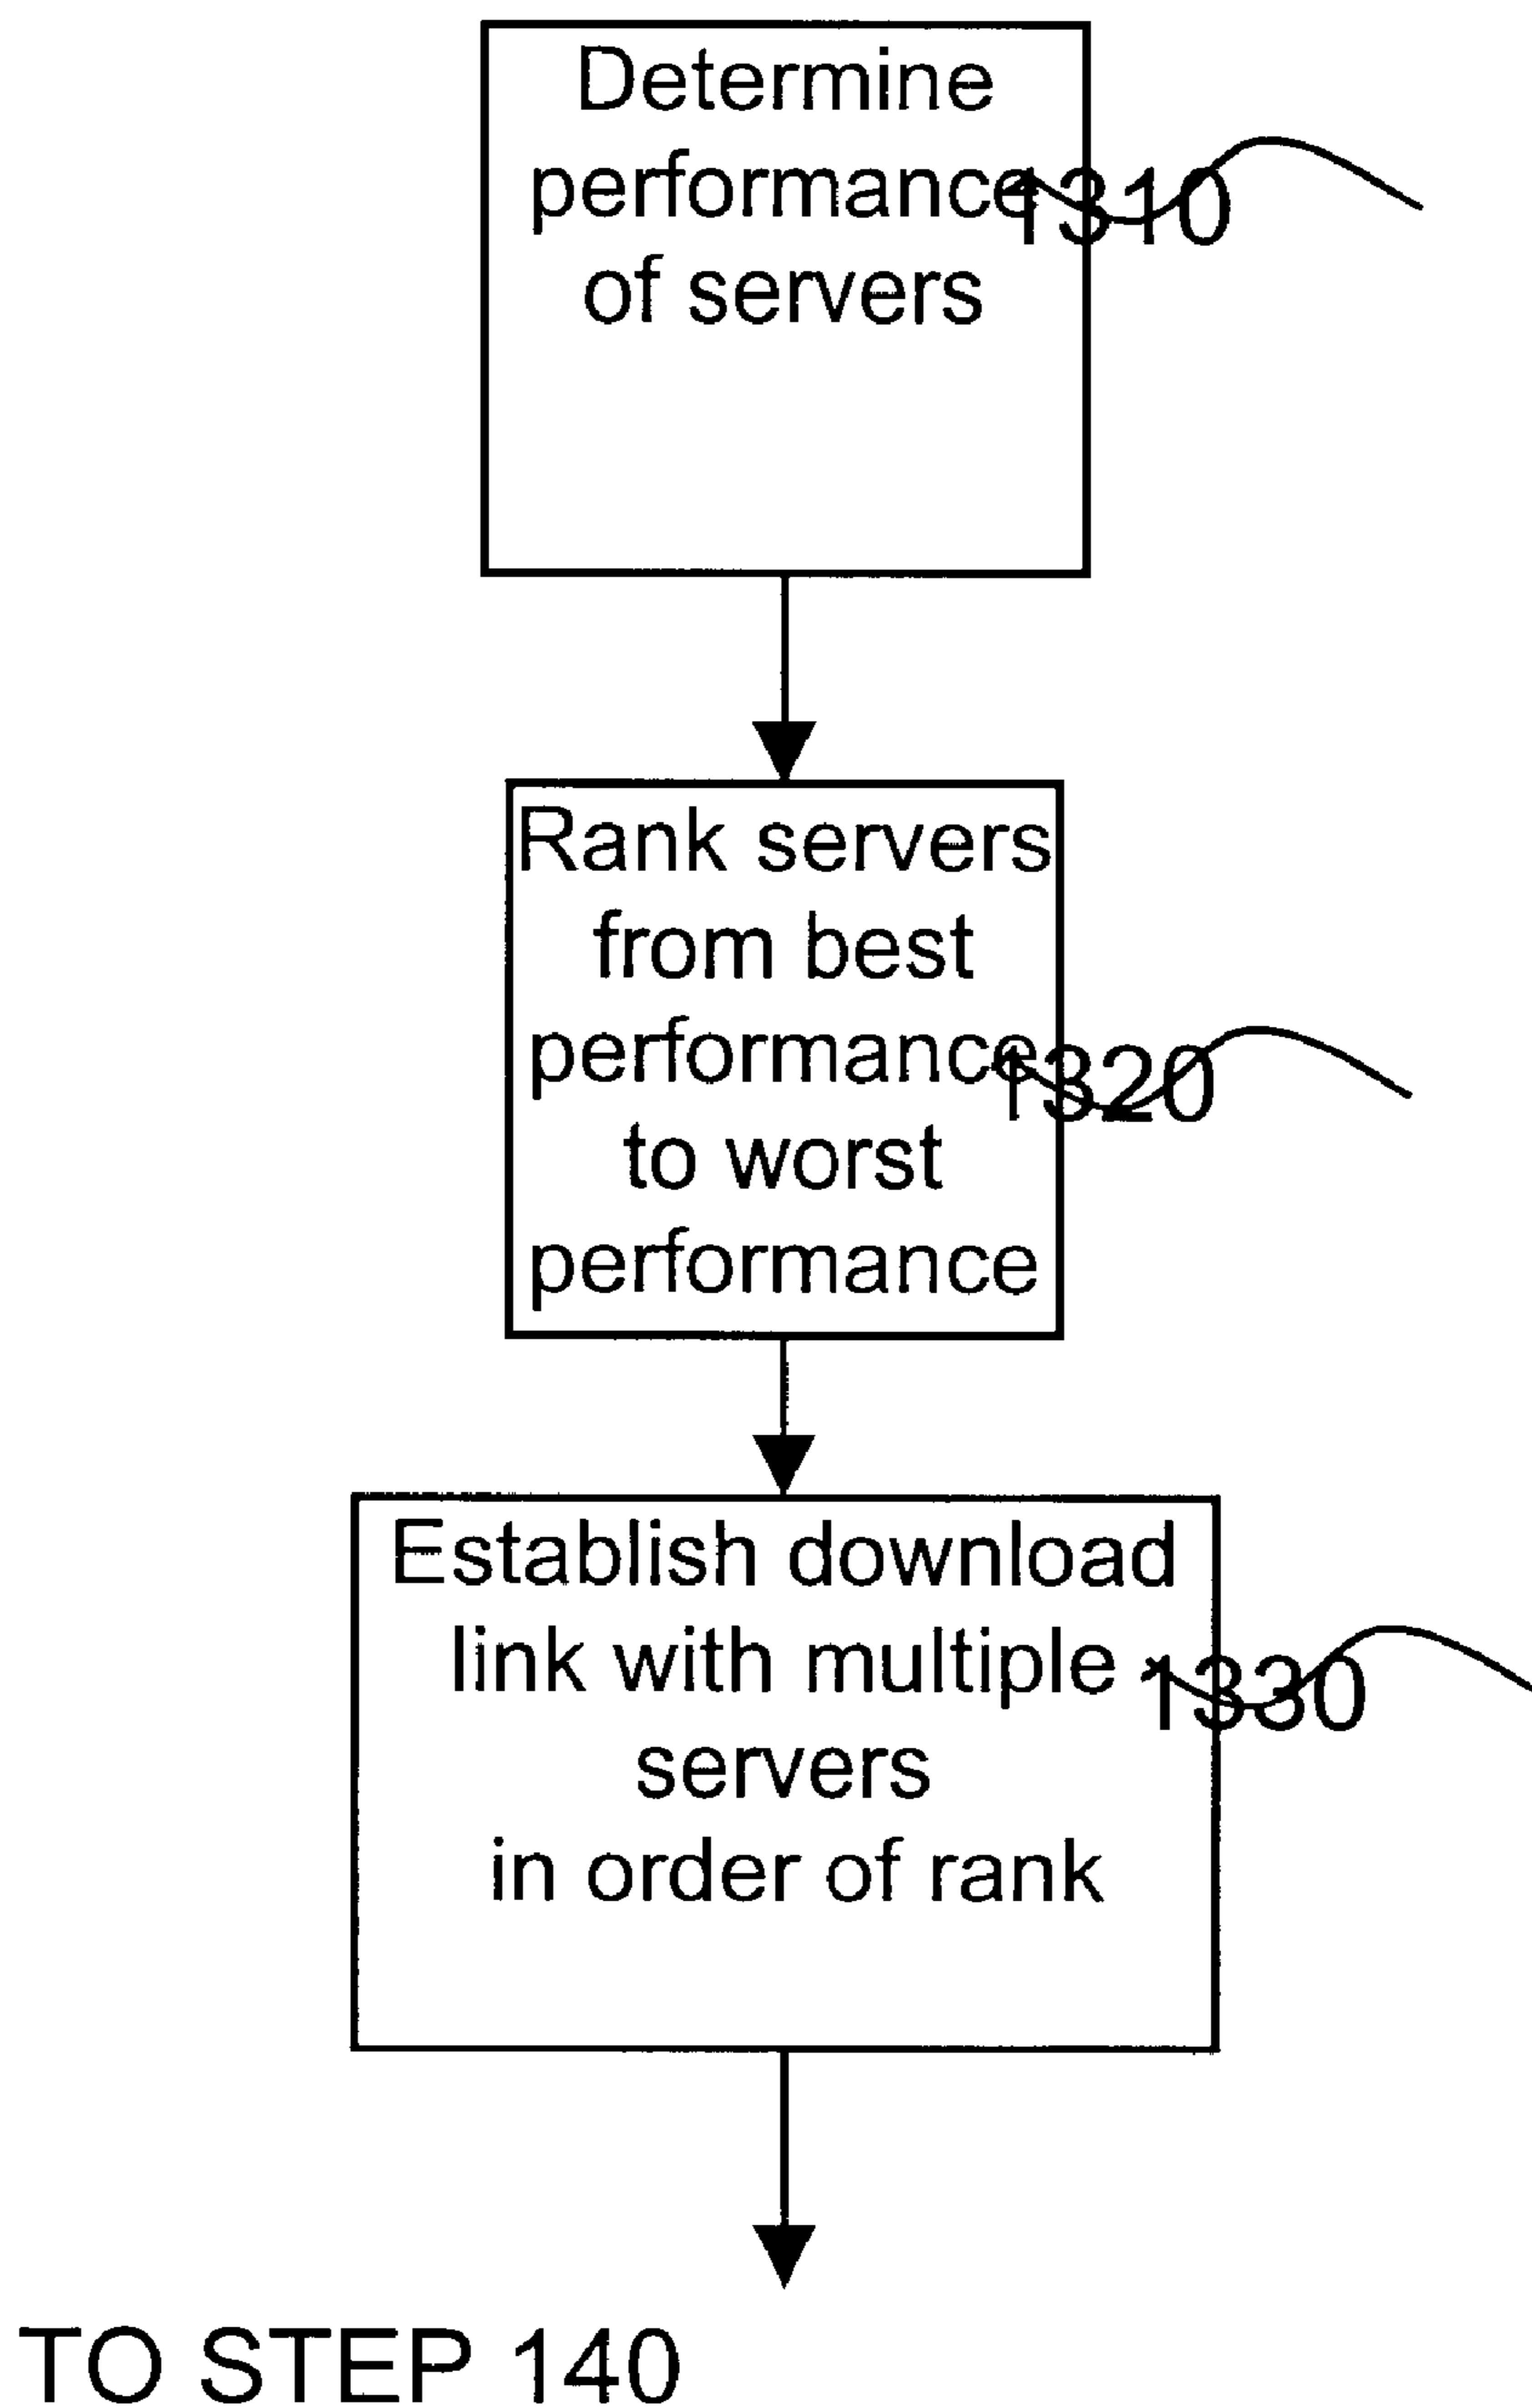 Determine
performance
of servers
1310
Rank servers
from best
performance
to worst
performance
1320
Establish download
link with multiple
servers
in order of rank
1330
TO STEP 140